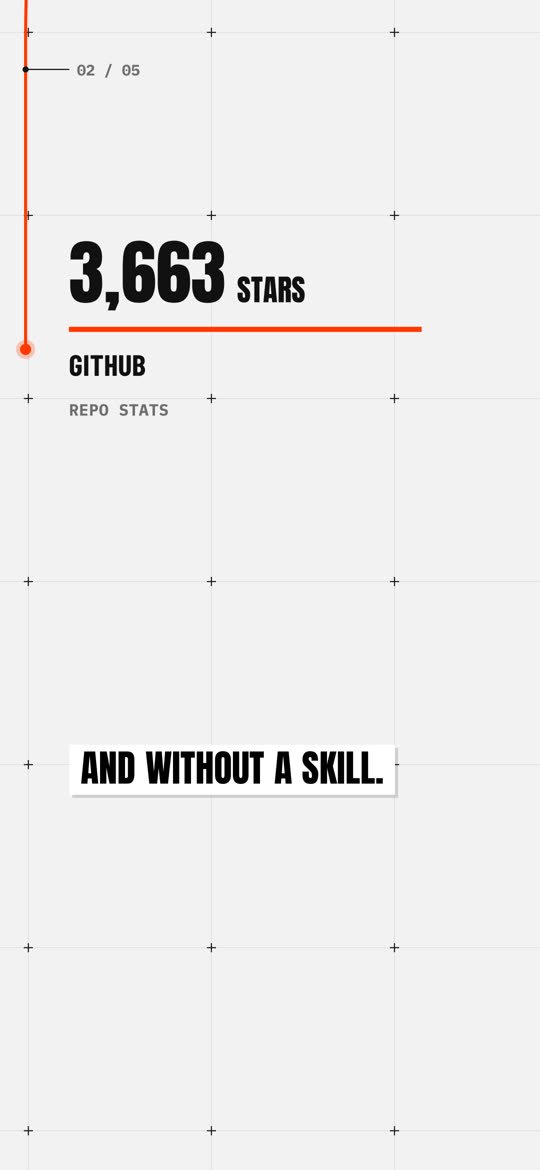 02 / 05
3,663 STARS
GITHUB
REPO STATS
AND WITHOUT A SKILL.